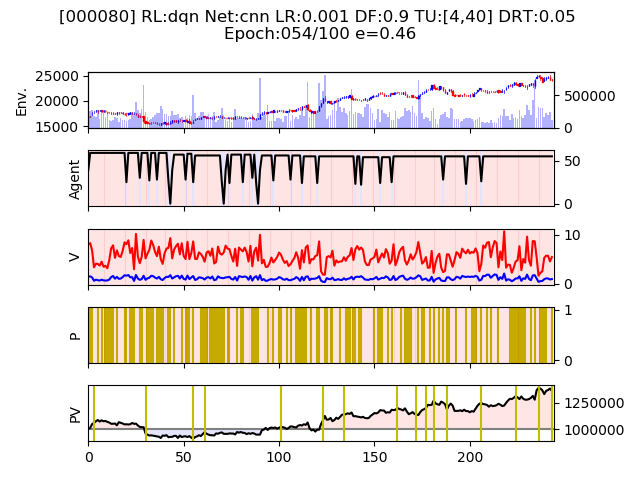 [000080] RL:dqn Net:cnn LR:0.001 DF:0.9 TU:[4,40] DRT:0.05
Epoch:054/100 e=0.46
Env.
25000
20000
15000
500000
0
Agent
50
0
V
10
0
P
1
0
PV
1250000
1000000
0 50 100 150 200